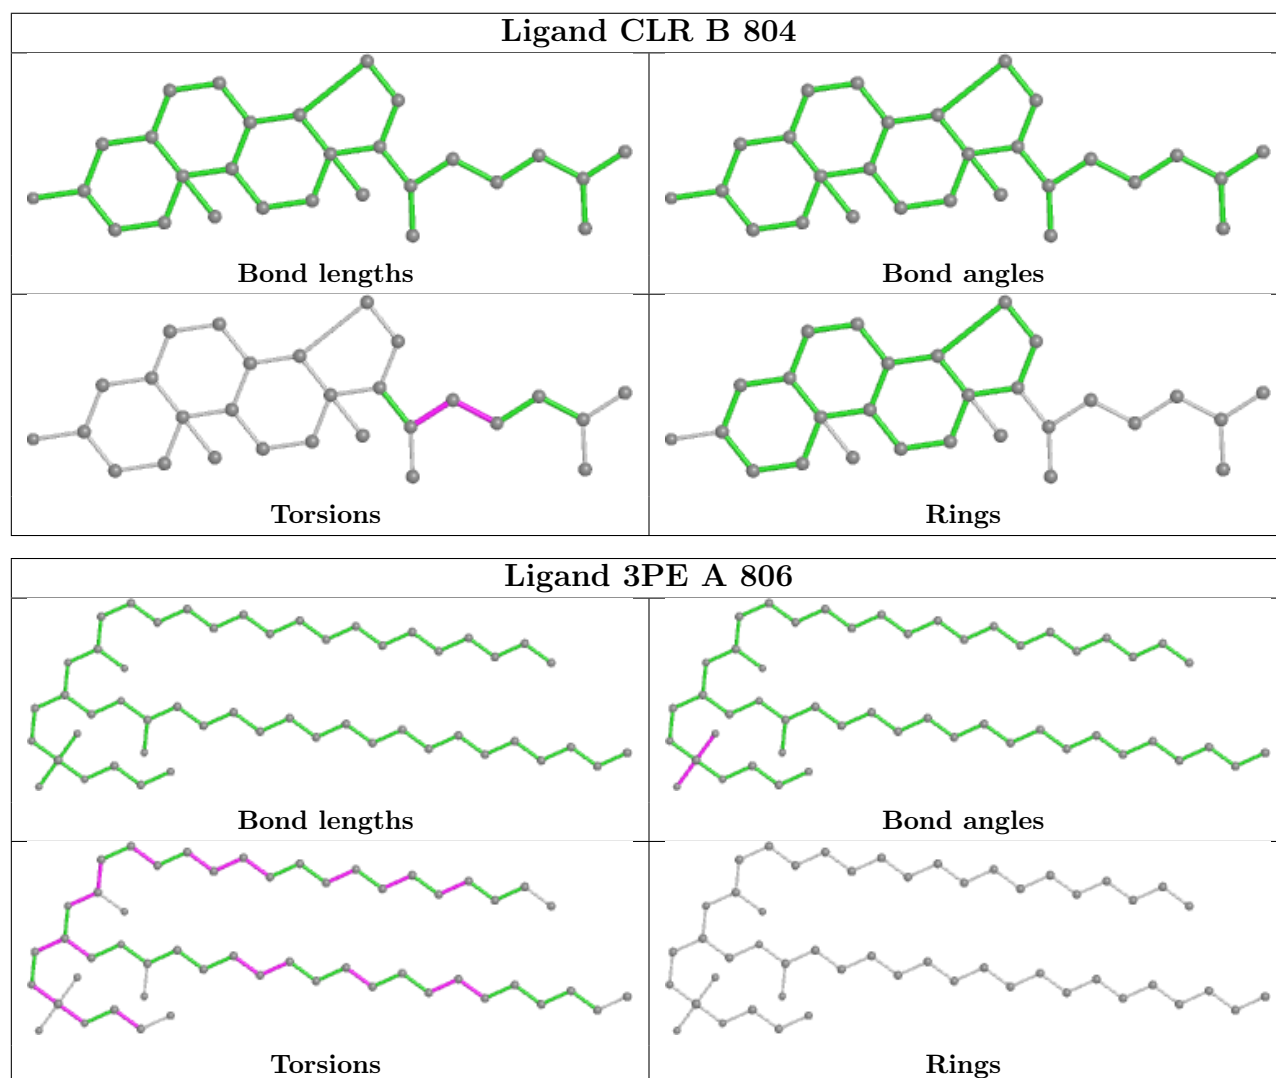 Ligand CLR B 804
Bond lengths
Bond angles
Torsions
Rings
Ligand 3PE A 806
Bond lengths
Bond angles
Torsions
Rings